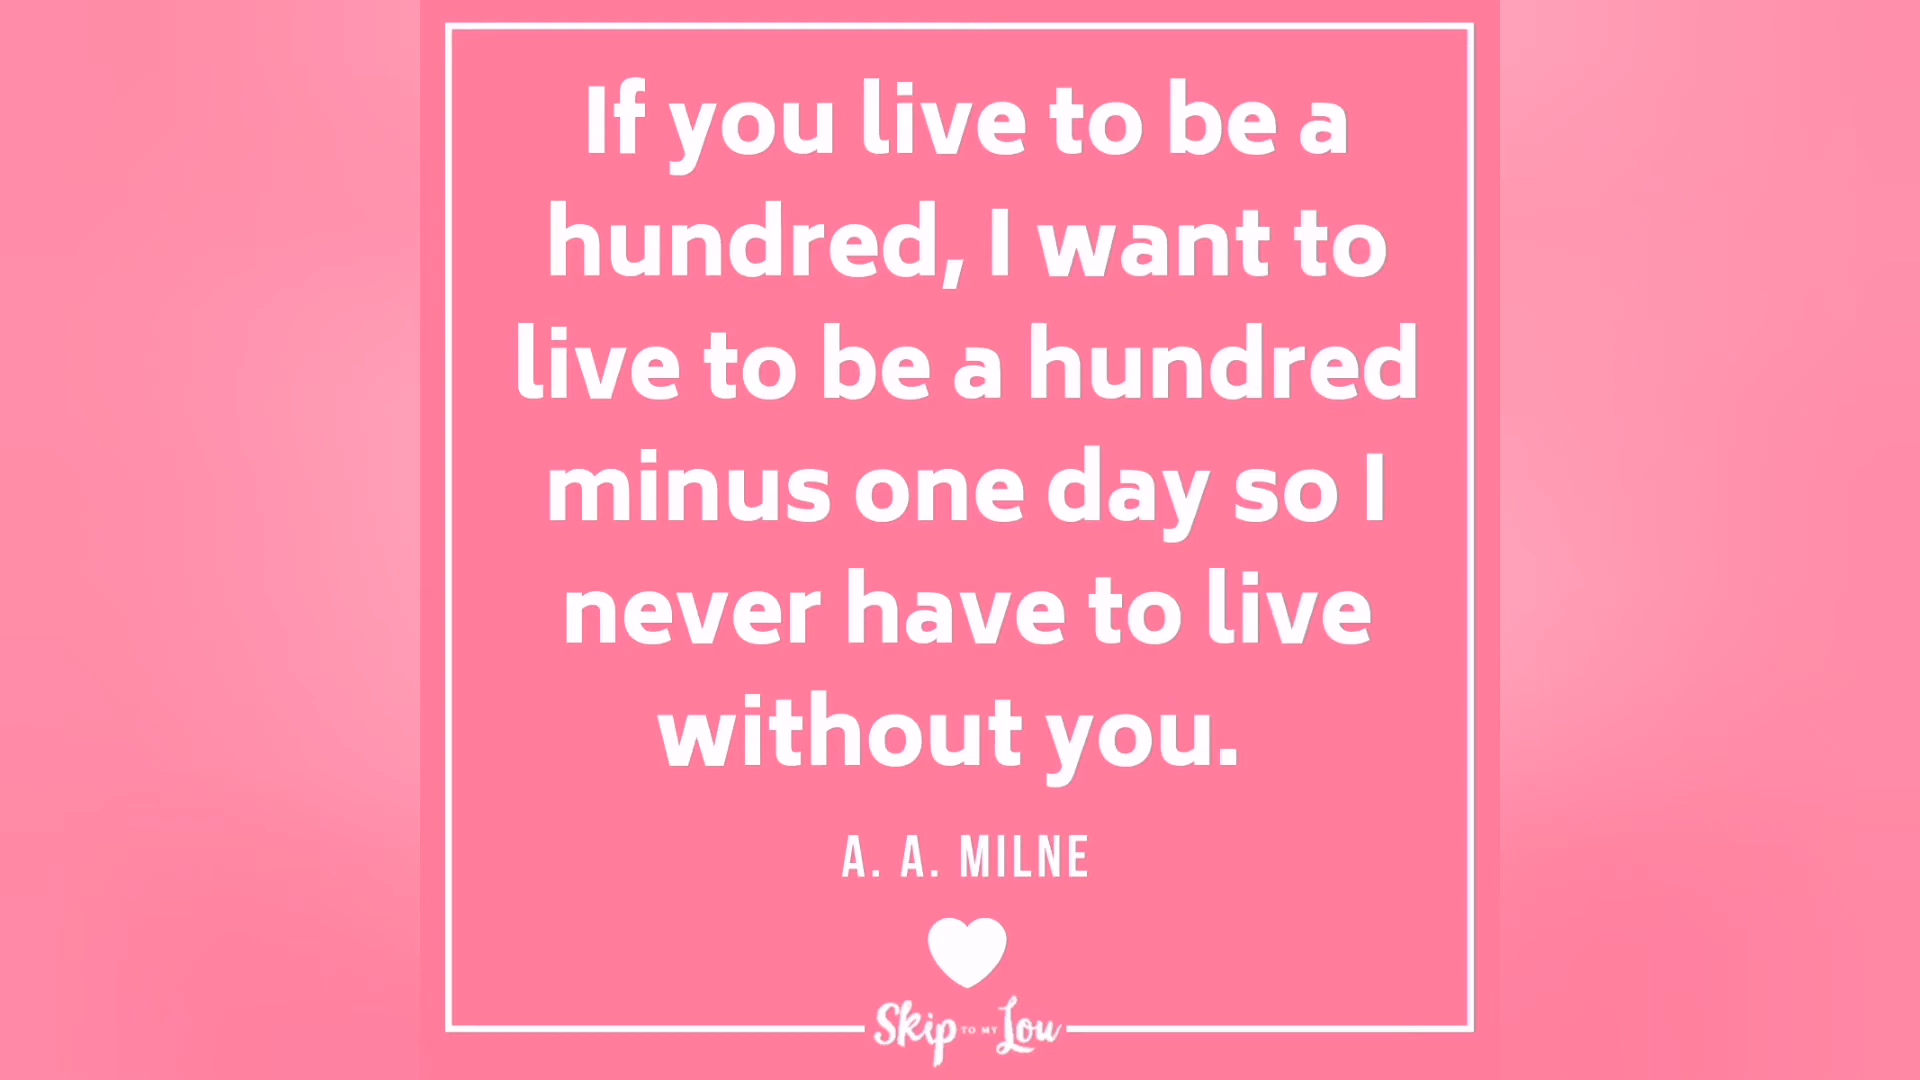 If you live to be a
hundred, I want to
live to be a hundred
minus one day so I
never have to live
without you.
A. A. MILNE
Skip TO MY Lou